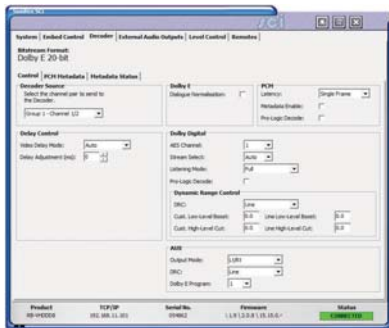 System Embed Control Decoder External Audio Outputs Level Control Remotes
Bitstream Format:
Dolby E 20-bit
Control PCM Metadata Metadata Status
Decoder Source
Select the channel pair to send
to the Decoder.
Group 1 - Channel 1/2
Dolby E
Dialogue Normalisation:
PCM
Latency: Single Frame
Metadata Enable:
Pro-Logic Decode:
Delay Control
Video Delay Mode: Auto
Delay Adjustment (ms): 0
Dolby Digital
AES Channel: 1
Stream Select: Auto
Listening Mode: Full
Pro-Logic Decode:
Dynamic Range Control
DRC: Line
Cust. Low-Level Boost: 0.0 Line Low-Level Boost: 0.0
Cust. High-Level Cut: 0.0 Line High-Level Cut: 0.0
AUX
Output Mode:
DRC: Line
Dolby E Program: 1
Product TCP/IP Serial No. Firmware Status
192.168.11.101 CONNECTED